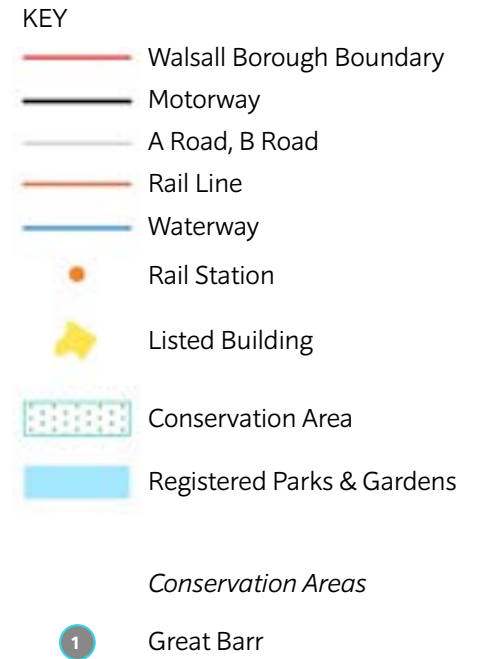 KEY
Walsall Borough Boundary
Motorway
A Road, B Road
Rail Line
Waterway
Rail Station
Listed Building
Conservation Area
Registered Parks & Gardens
Conservation Areas
1 Great Barr